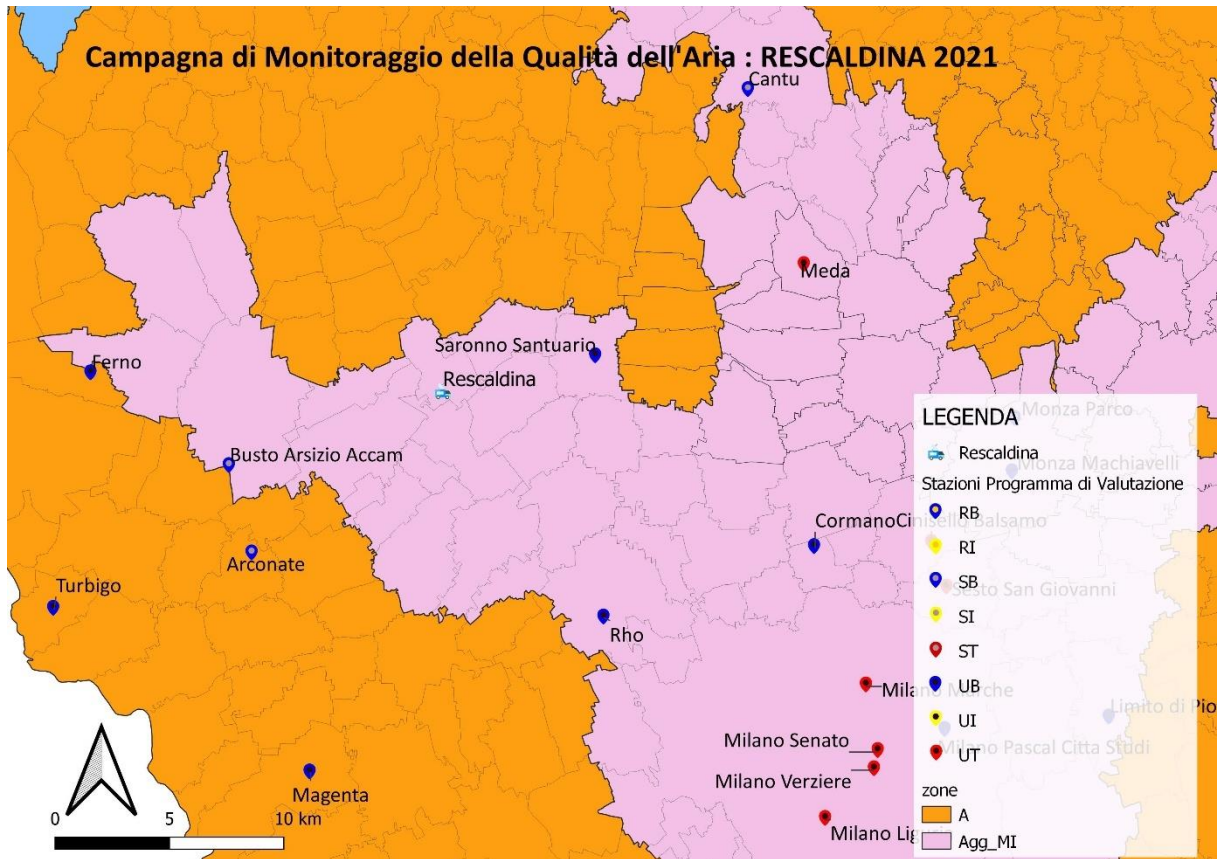 Campagna di Monitoraggio della Qualità dell'Aria : RESCALDINA 2021
Cantu
Meda
Saronno Santuario
Ferno
Rescaldina
LEGENDA
Monza Parco
Rescaldina
Busto Arsizio Accam
Monza Machiavelli
Stazioni Programma di Valutazione
RB
Cormano
Cinisello Balsamo
RI
Arconate
SB
Turbigo
Sesto San Giovanni
SI
Rho
ST
Milano Marche
UB
Limito di Pio
UI
Milano Senato
Milano Pascal Citta Studi
UT
Milano Verziere
Magenta
zone
0 5 10 km
A
Milano Liguria
Agg_MI